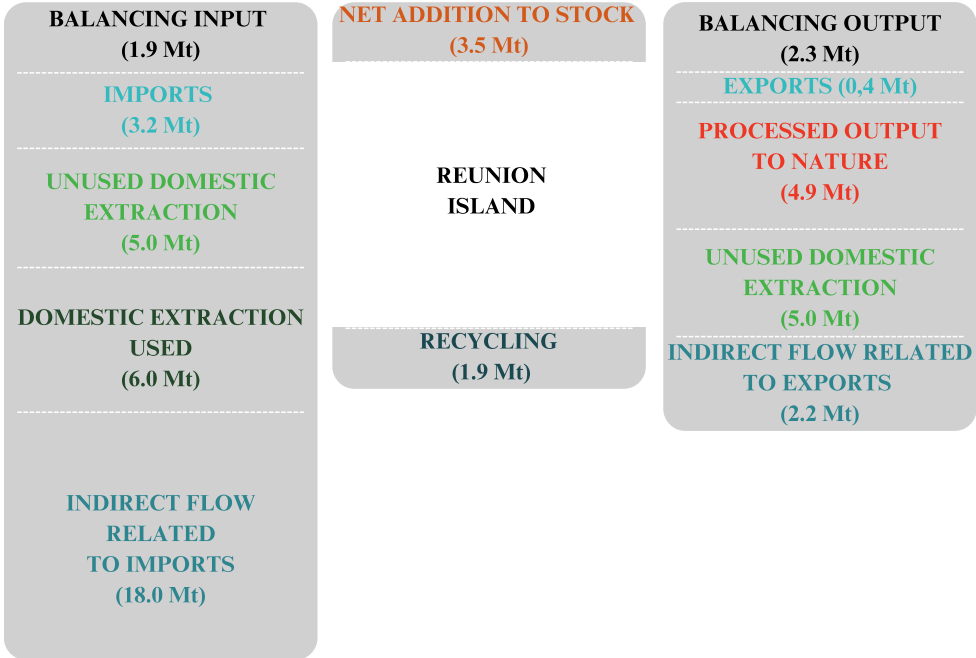 BALANCING INPUT
(1.9 Mt)
IMPORTS
(3.2 Mt)
UNUSED DOMESTIC
EXTRACTION
(5.0 Mt)
DOMESTIC EXTRACTION
USED
(6.0 Mt)
INDIRECT FLOW
RELATED
TO IMPORTS
(18.0 Mt)
NET ADDITION TO STOCK
(3.5 Mt)
REUNION
ISLAND
RECYCLING
(1.9 Mt)
BALANCING OUTPUT
(2.3 Mt)
EXPORTS (0,4 Mt)
PROCESSED OUTPUT
TO NATURE
(4.9 Mt)
UNUSED DOMESTIC
EXTRACTION
(5.0 Mt)
INDIRECT FLOW RELATED
TO EXPORTS
(2.2 Mt)